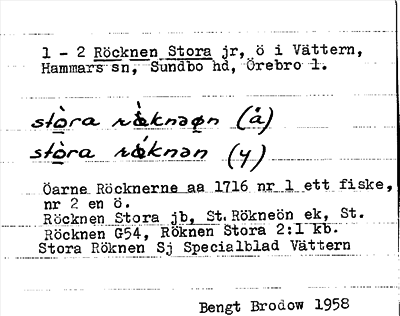 1 - 2 Röcknen Stora jr, ö i Vättern,
Hammars sn, Sundbo hd, Örebro l.
stòra (å)
stòra (y)
Öarne Röcknerne aa 1716 nr 1 ett fiske,
nr 2 en ö.
Röcknen Stora jb, St. Rökneön ek, St.
Röcknen G54, Röknen Stora 2:1 kb.
Stora Röknen Sj Specialblad Vättern
Bengt Brodow 1958